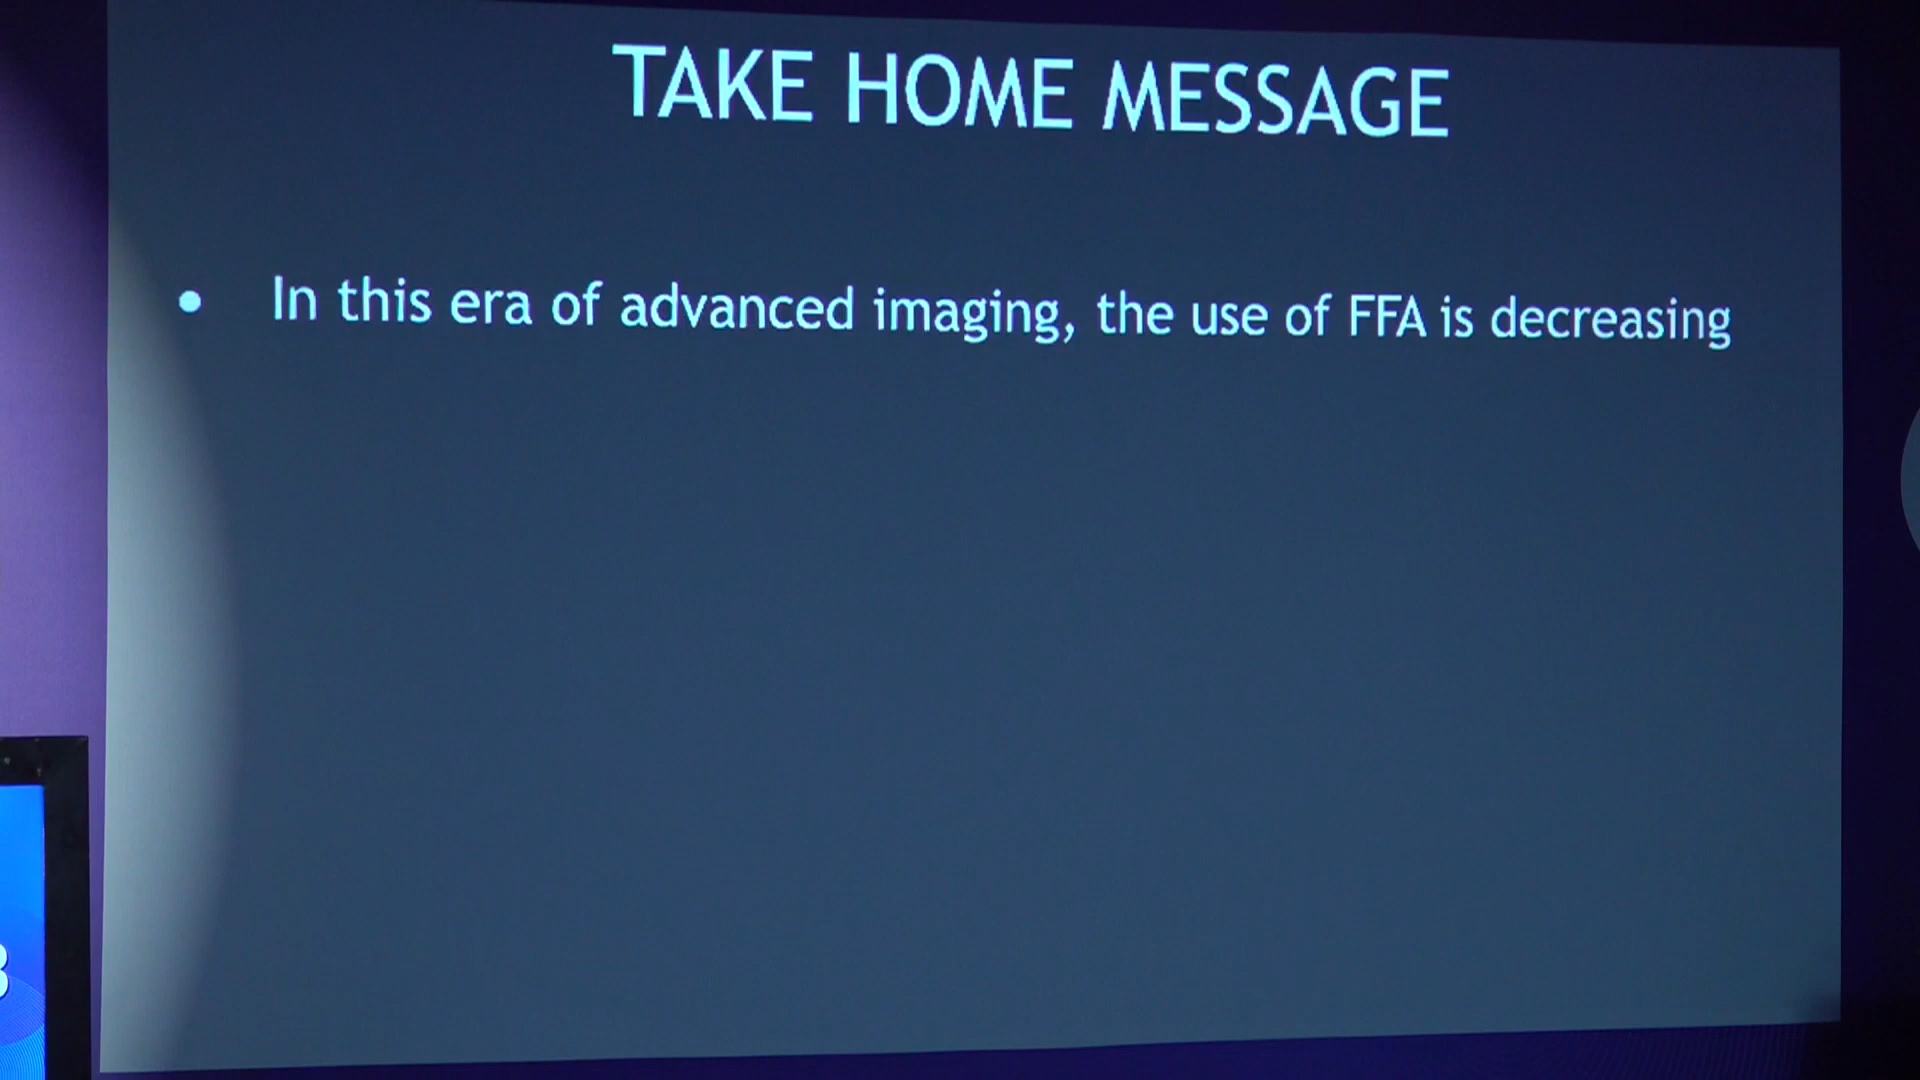 TAKE HOME MESSAGE
• In this era of advanced imaging, the use of FFA is decreasing